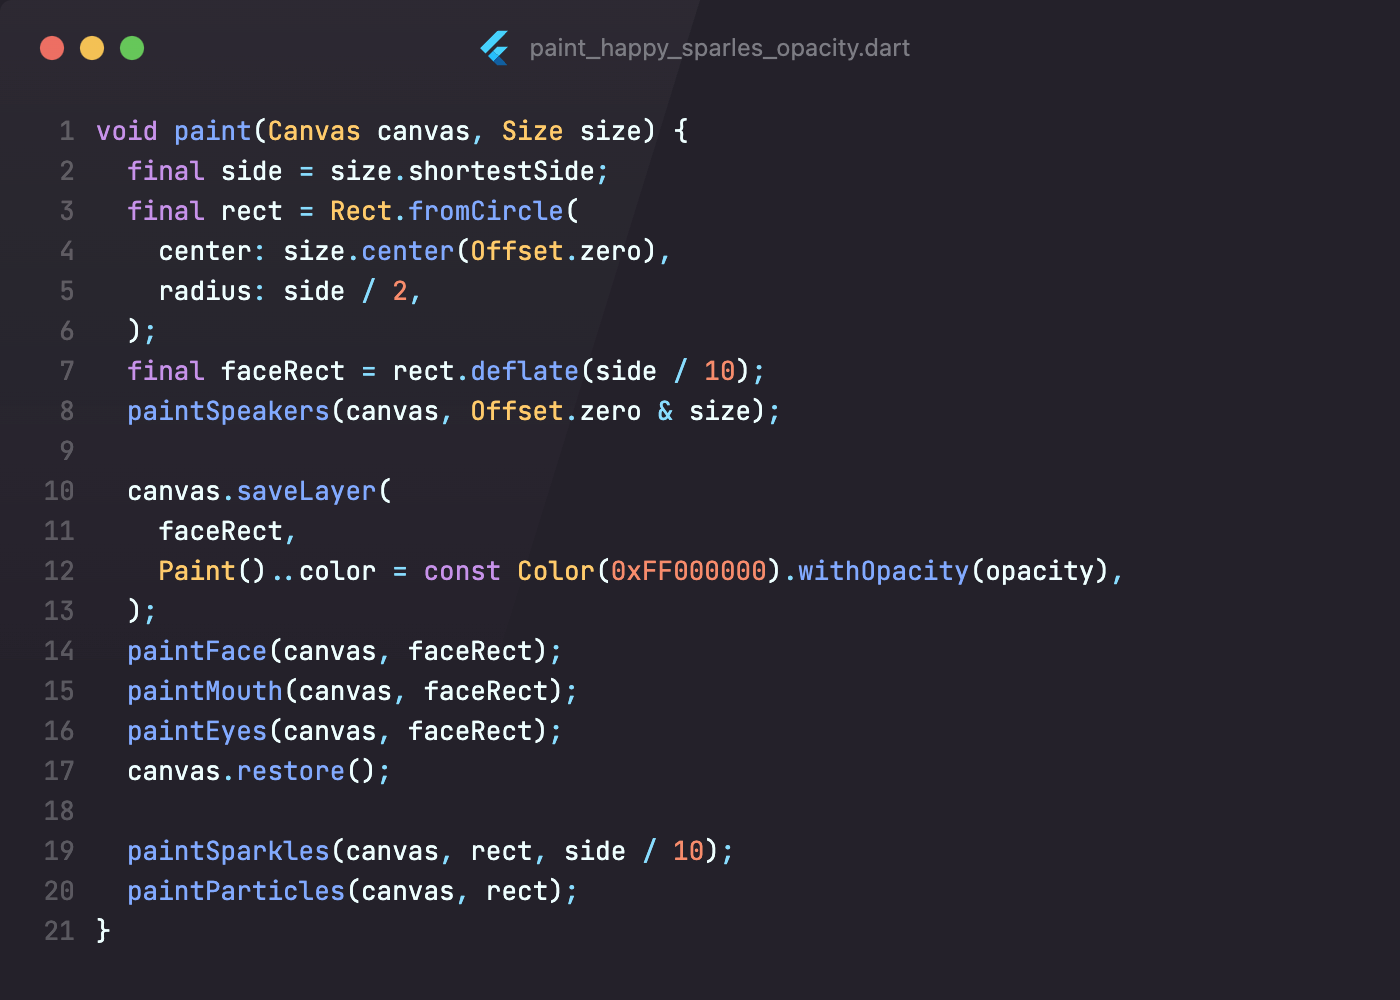 paint_happy_sparles_opacity.dart
1 void paint(Canvas canvas, Size size) {
2   final side = size.shortestSide;
3   final rect = Rect.fromCircle(
4     center: size.center(Offset.zero),
5     radius: side / 2,
6   );
7   final faceRect = rect.deflate(side / 10);
8   paintSpeakers(canvas, Offset.zero & size);
9
10   canvas.saveLayer(
11     faceRect,
12     Paint()..color = const Color(0xFF000000).withOpacity(opacity),
13   );
14   paintFace(canvas, faceRect);
15   paintMouth(canvas, faceRect);
16   paintEyes(canvas, faceRect);
17   canvas.restore();
18
19   paintSparkles(canvas, rect, side / 10);
20   paintParticles(canvas, rect);
21 }